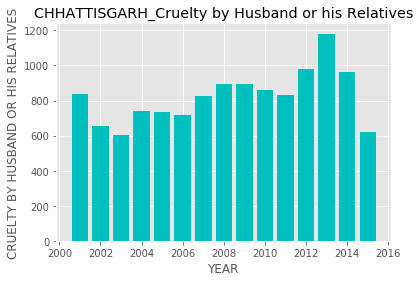 CHHATTISGARH_Cruelty by Husband or his Relatives
CRUELTY BY HUSBAND OR HIS RELATIVES
1200
1000
800
600
400
200
0
2000 2002 2004 2006 2008 2010 2012 2014 2016
YEAR